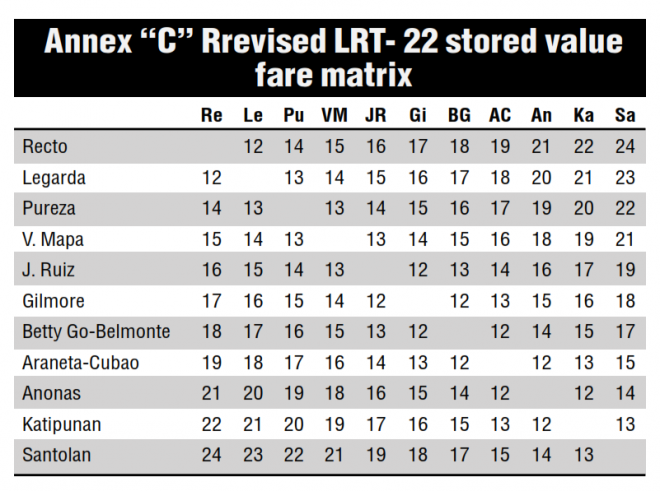 Annex “C” Rrevised LRT- 22 stored value
fare matrix
Re Le Pu VM JR Gi BG AC An Ka Sa
Recto 12 14 15 16 17 18 19 21 22 24
Legarda 12 13 14 15 16 17 18 20 21 23
Pureza 14 13 13 14 15 16 17 19 20 22
V. Mapa 15 14 13 13 14 15 16 18 19 21
J. Ruiz 16 15 14 13 12 13 14 16 17 19
Gilmore 17 16 15 14 12 12 13 15 16 18
Betty Go-Belmonte 18 17 16 15 13 12 12 14 15 17
Araneta-Cubao 19 18 17 16 14 13 12 12 13 15
Anonas 21 20 19 18 16 15 14 12 12 14
Katipunan 22 21 20 19 17 16 15 13 12 13
Santolan 24 23 22 21 19 18 17 15 14 13